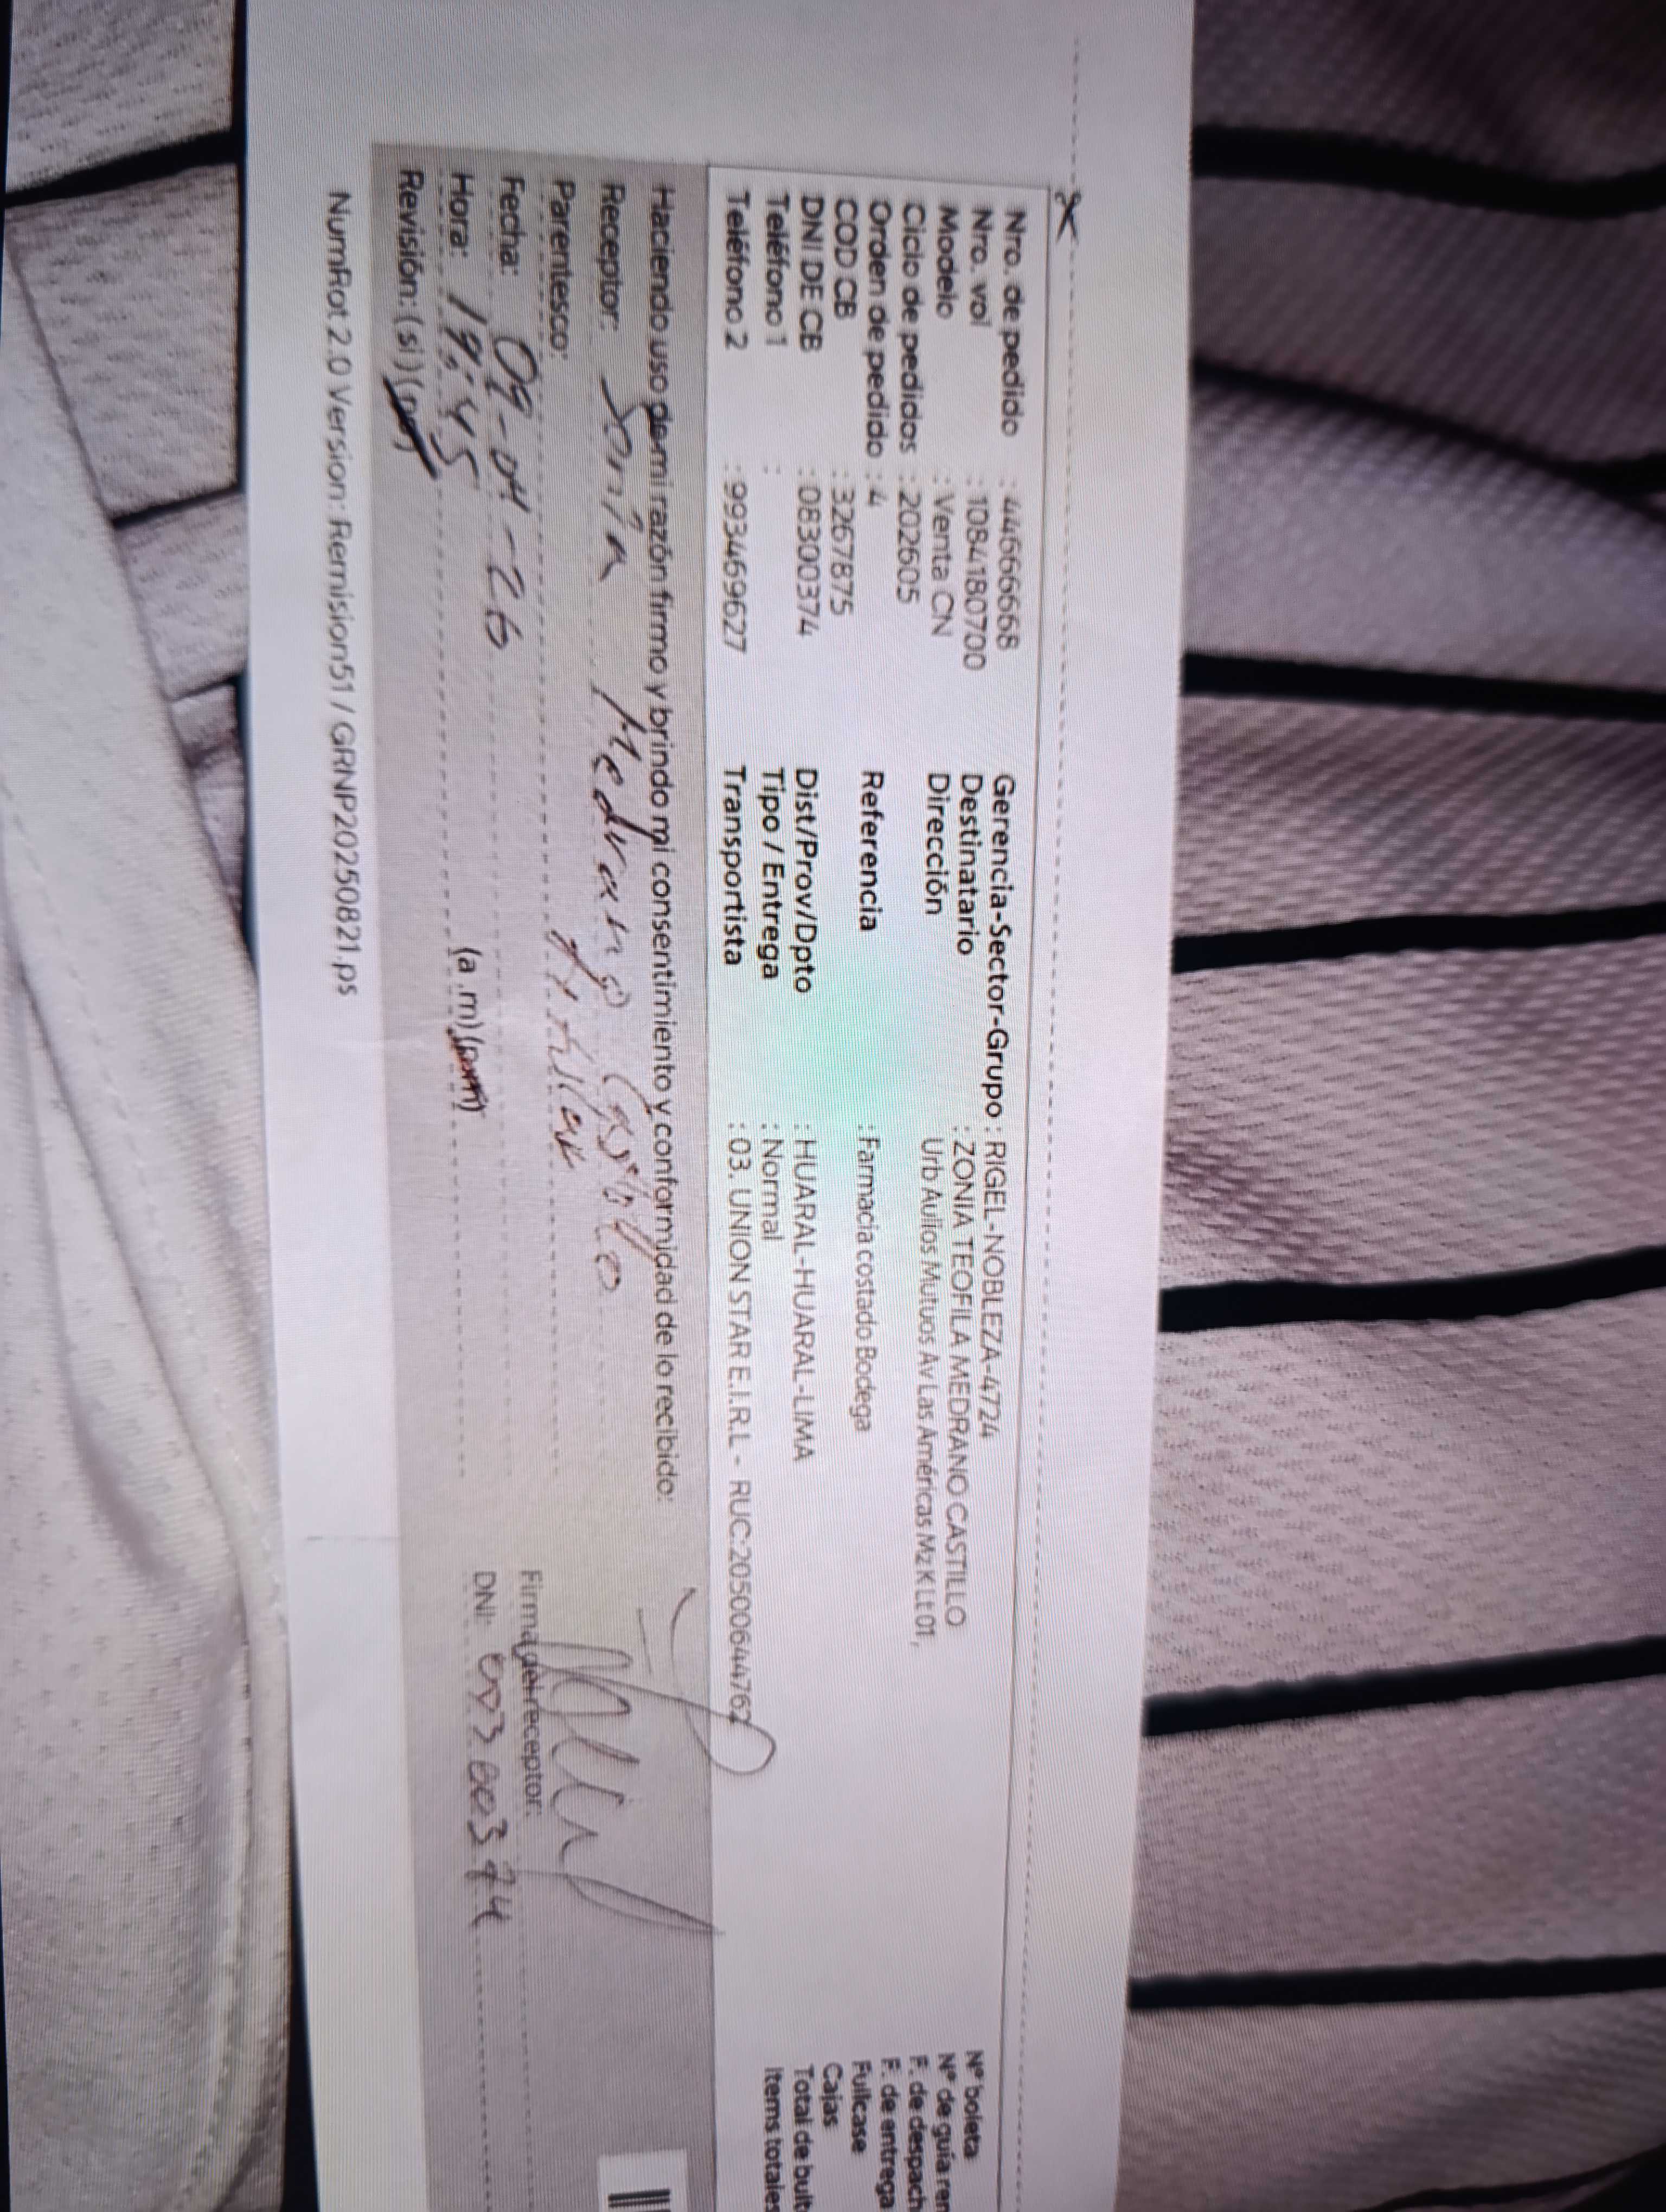 Nro. de pedido : 44666668
Nro. vol : 1084180700
Modelo : Venta CN
Ciclo de pedidos : 202605
Orden de pedido : 4
COD CB : 32678775
DNI DE CB : 08300374
Teléfono 1 :
Teléfono 2 : 993469627
Gerencia-Sector-Grupo : RIGEL-NOBLEZA-4724
Destinatario : ZONIA TEOFILA MEDRANO CASTILLO
Dirección Urb Aulios Mutuos Av Las Américas Mz K Lt 01,
Referencia : Farmacia costado Bodega
Dist/Prov/Dpto : HUARAL-HUARAL-LIMA
Tipo / Entrega : Normal
Transportista : 03. UNION STAR E.I.R.L - RUC:20500644762
Nº boleta
Nº de guía rem
F. de despach
F. de entrega
Fullcase
Cajas
Total de bult
Items totales
Haciendo uso de mi razón firmo y brindo mi consentimiento y conformidad de lo recibido:
Receptor: Sonia Medrano Castillo
Parentesco: titular
Fecha: 09-04-26
Hora: 19:45 (a.m) (p.m)
Revisión: (si) (no)
Firma del receptor:
DNI:
NumRot 2.0 Version: Remision51 / GRNP20250821.ps